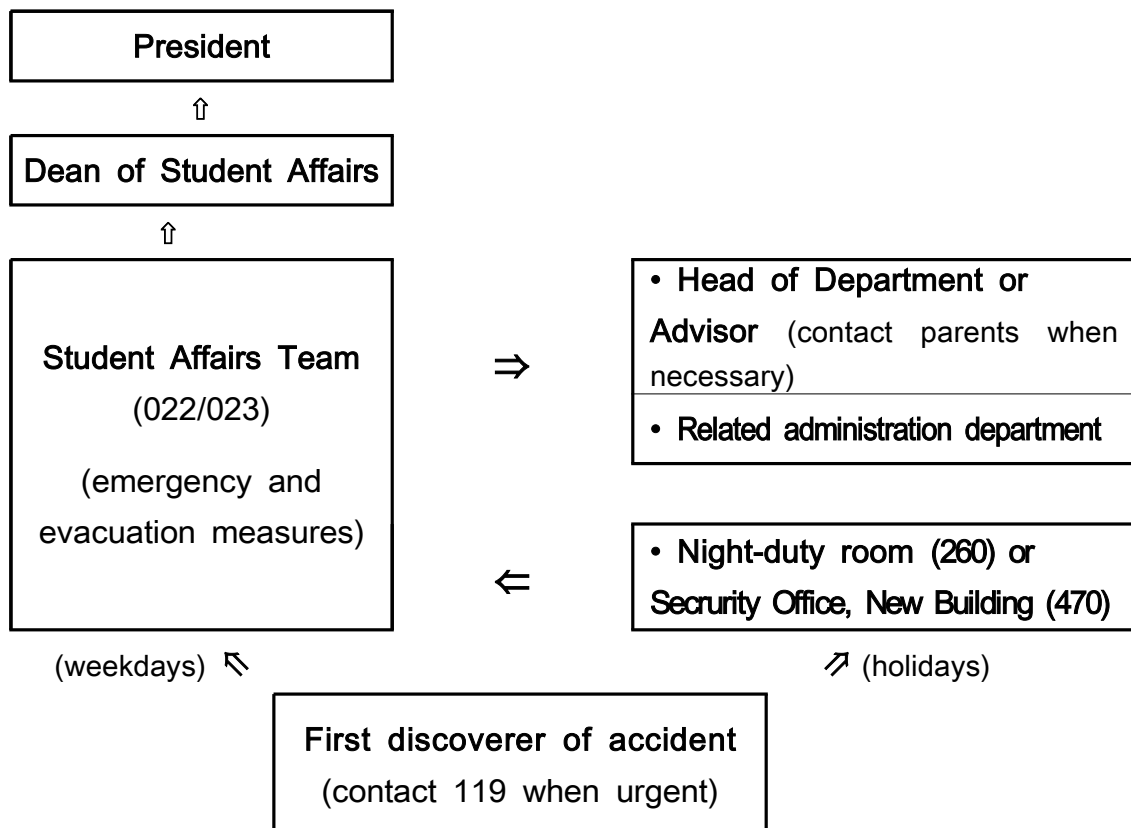 President
⇧
Dean of Student Affairs
⇧
Student Affairs Team
(022/023)
(emergency and
evacuation measures)
⇒
• Head of Department or
Advisor (contact parents when
necessary)
• Related administration department
⇐
• Night-duty room (260) or
Secrurity Office, New Building (470)
(weekdays) ⇖
⇗ (holidays)
First discoverer of accident
(contact 119 when urgent)